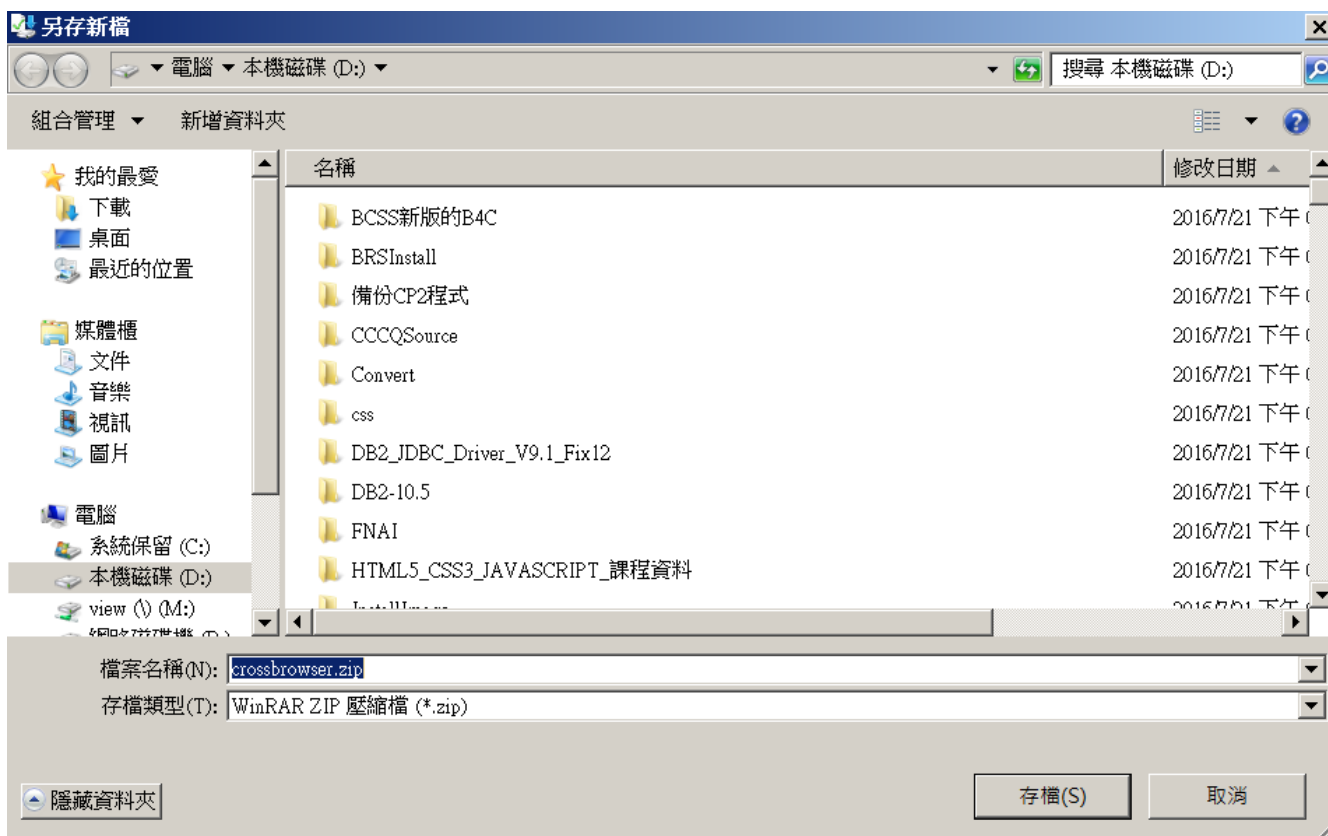 另存新檔
電腦 本機磁碟 (D:)
搜尋 本機磁碟 (D:)
組合管理 新增資料夾
名稱 修改日期
我的最愛
下載
桌面
最近的位置
媒體櫃
文件
音樂
視訊
圖片
電腦
系統保留 (C:)
本機磁碟 (D:)
view (\) (M:)
BCSS新版的B4C 2016/7/21 下午
BRSInstall 2016/7/21 下午
備份CP2程式 2016/7/21 下午
CCCQSource 2016/7/21 下午
Convert 2016/7/21 下午
css 2016/7/21 下午
DB2_JDBC_Driver_V9.1_Fix12 2016/7/21 下午
DB2-10.5 2016/7/21 下午
FNAI 2016/7/21 下午
HTML5_CSS3_JAVASCRIPT_課程資料 2016/7/21 下午
檔案名稱(N): crossbrowser.zip
存檔類型(T): WinRAR ZIP 壓縮檔 (*.zip)
隱藏資料夾
存檔(S) 取消